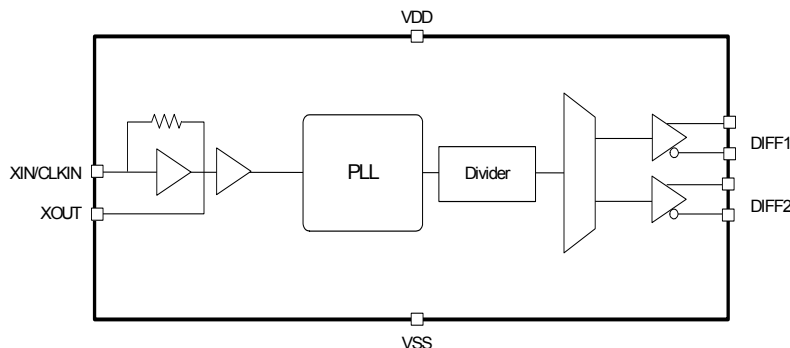 VDD
XIN/CLKIN
XOUT
PLL
Divider
DIFF1
DIFF2
VSS